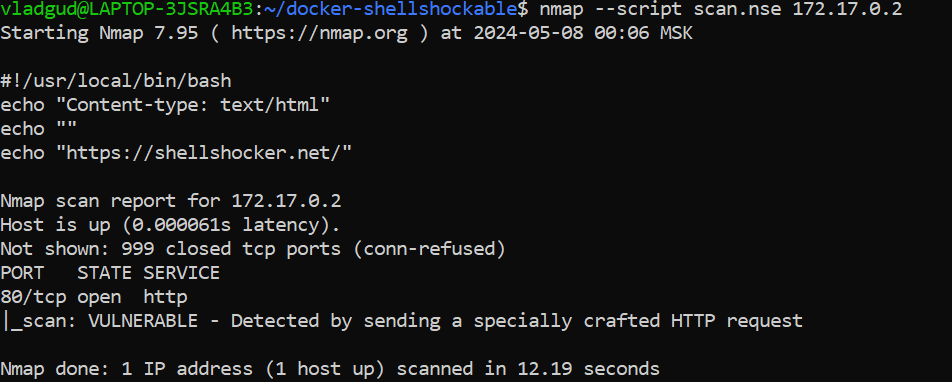 vladgud@LAPTOP-3JSRA4B3:~/docker-shellshockable$ nmap --script scan.nse 172.17.0.2
Starting Nmap 7.95 ( https://nmap.org ) at 2024-05-08 00:06 MSK

#!/usr/local/bin/bash
echo "Content-type: text/html"
echo ""
echo "https://shellshocker.net/"

Nmap scan report for 172.17.0.2
Host is up (0.000061s latency).
Not shown: 999 closed tcp ports (conn-refused)
PORT   STATE SERVICE
80/tcp open  http
|_scan: VULNERABLE - Detected by sending a specially crafted HTTP request

Nmap done: 1 IP address (1 host up) scanned in 12.19 seconds